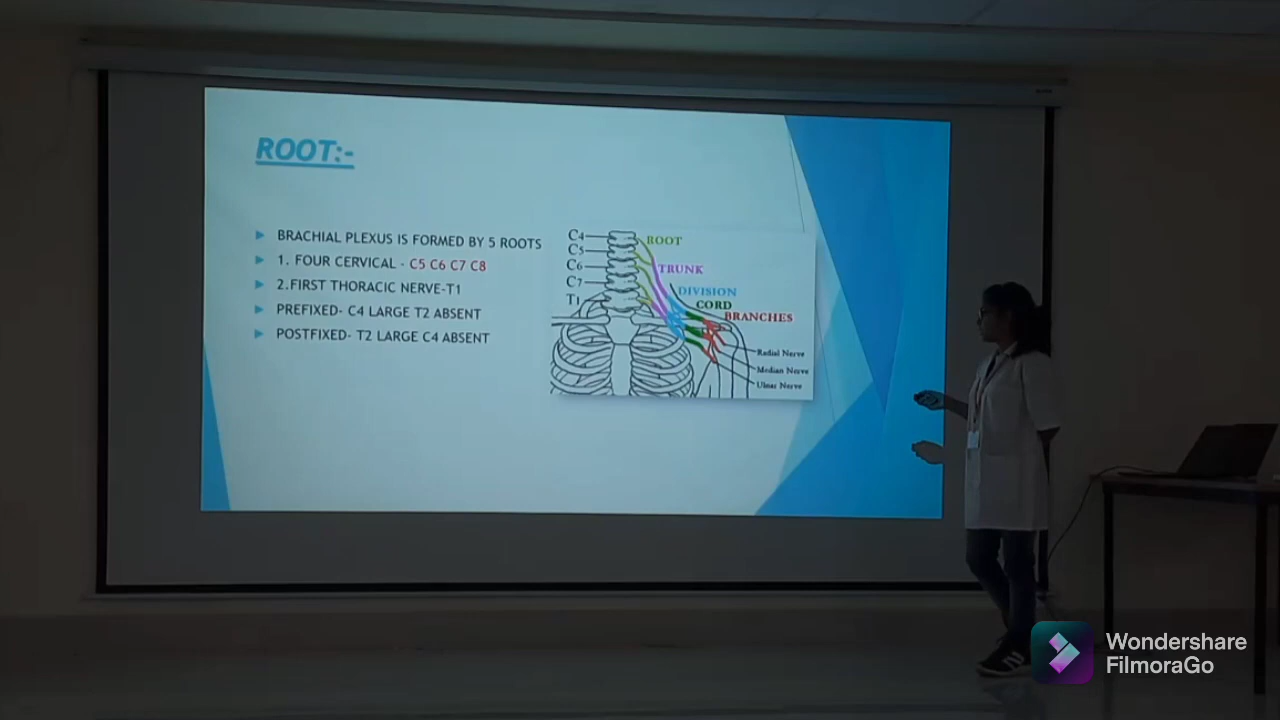 ROOT:-
BRACHIAL PLEXUS IS FORMED BY 5 ROOTS
1. FOUR CERVICAL - C5 C6 C7 C8
2.FIRST THORACIC NERVE-T1
PREFIXED- C4 LARGE T2 ABSENT
POSTFIXED- T2 LARGE C4 ABSENT
C4
C5
C6
C7
T1
ROOT
TRUNK
DIVISION
CORD
BRANCHES
Radial Nerve
Median Nerve
Ulnar Nerve
Wondershare
FilmoraGo